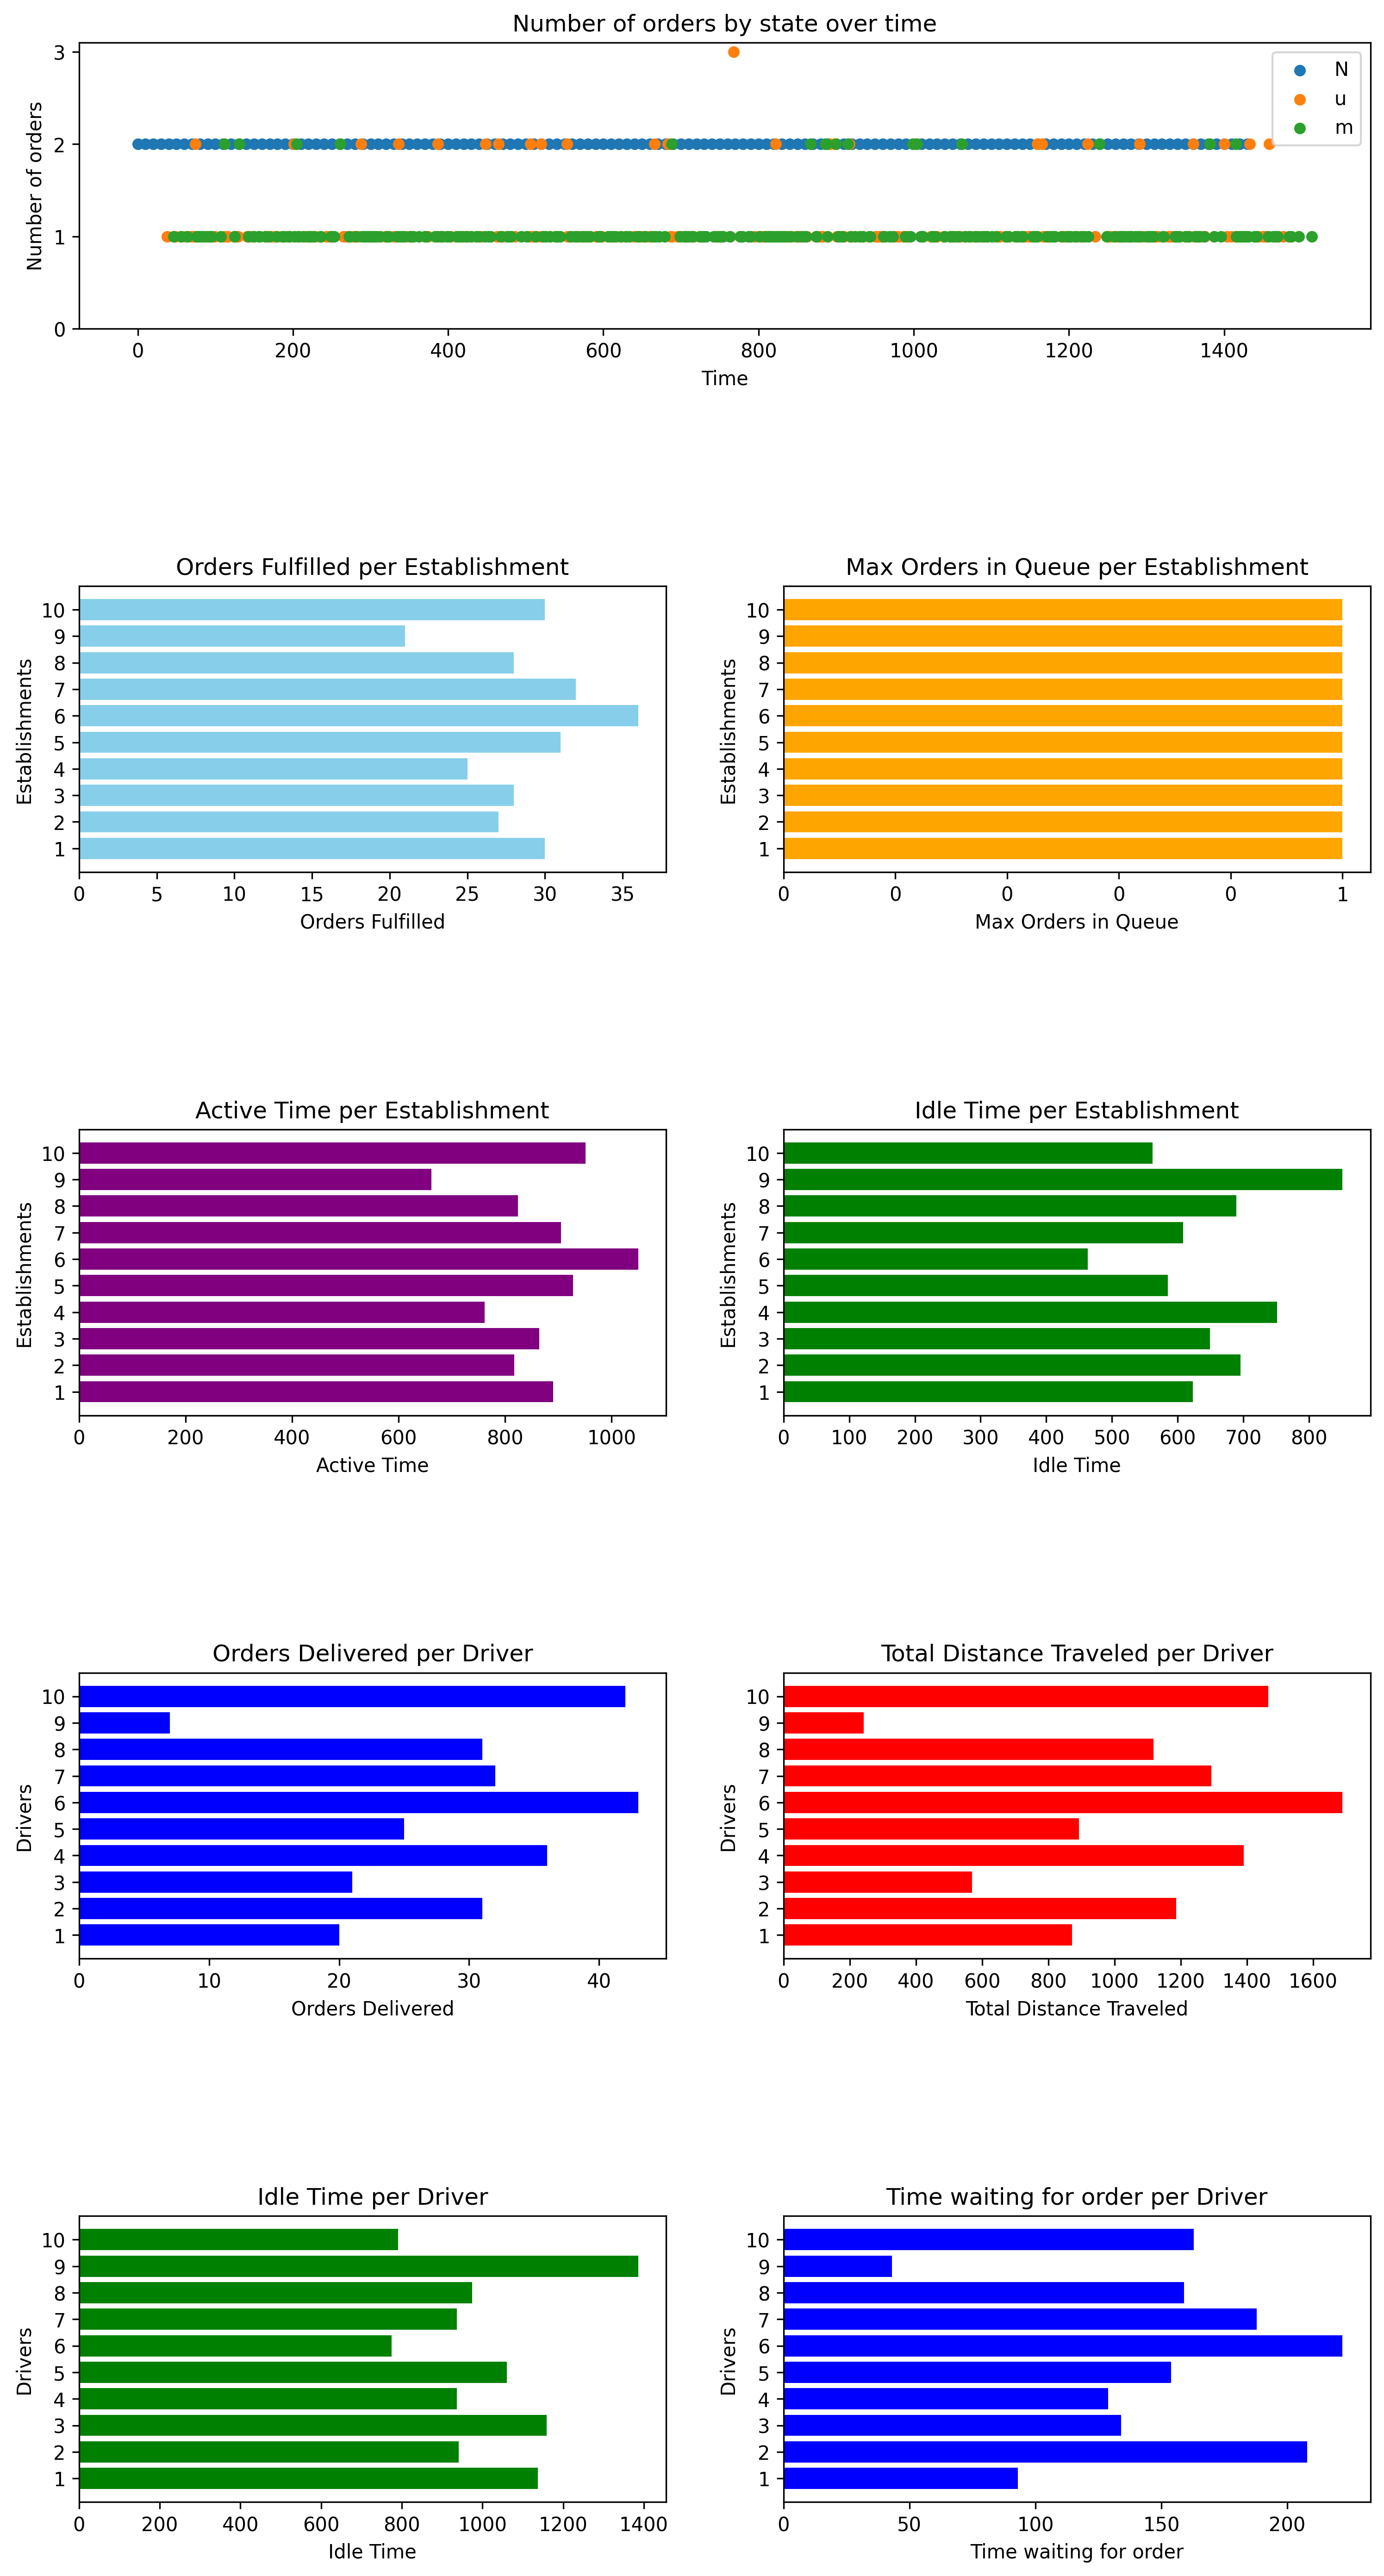 Number of orders by state over time
3
2
1
0
Number of orders
N
u
m
0 200 400 600 800 1000 1200 1400
Time
Orders Fulfilled per Establishment
10
9
8
7
6
5
4
3
2
1
Establishments
0 5 10 15 20 25 30 35
Orders Fulfilled
Max Orders in Queue per Establishment
10
9
8
7
6
5
4
3
2
1
Establishments
0 0 0 0 0 1
Max Orders in Queue
Active Time per Establishment
10
9
8
7
6
5
4
3
2
1
Establishments
0 200 400 600 800 1000
Active Time
Idle Time per Establishment
10
9
8
7
6
5
4
3
2
1
Establishments
0 100 200 300 400 500 600 700 800
Idle Time
Orders Delivered per Driver
10
9
8
7
6
5
4
3
2
1
Drivers
0 10 20 30 40
Orders Delivered
Total Distance Traveled per Driver
10
9
8
7
6
5
4
3
2
1
Drivers
0 200 400 600 800 1000 1200 1400 1600
Total Distance Traveled
Idle Time per Driver
10
9
8
7
6
5
4
3
2
1
Drivers
0 200 400 600 800 1000 1200 1400
Idle Time
Time waiting for order per Driver
10
9
8
7
6
5
4
3
2
1
Drivers
0 50 100 150 200
Time waiting for order